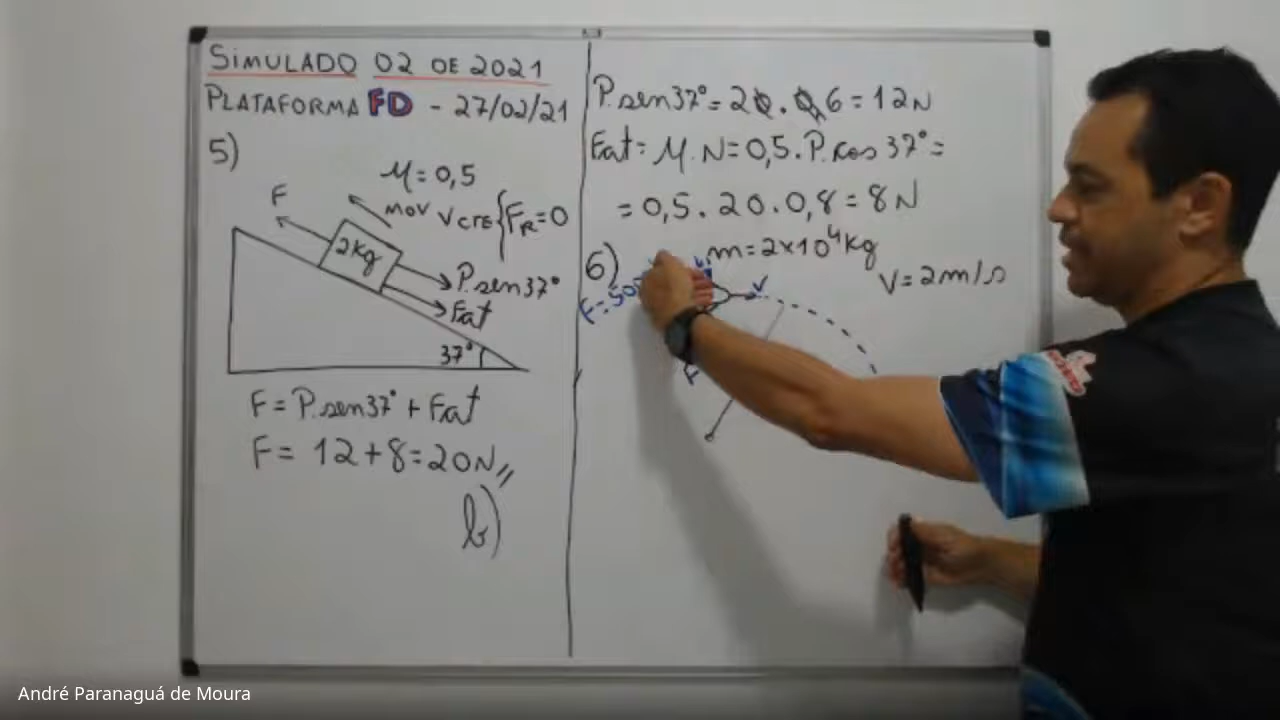 SIMULADO 02 DE 2021
PLATAFORMA FD - 27/02/21
5)
μ = 0,5
F
MOV VCTE { FR = 0
2kg
P.sen37°
Fat
37°
F = P.sen37° + Fat
F = 12 + 8 = 20N
b)
P.sen37° = 20 . 0,6 = 12N
Fat = μ.N = 0,5.P.cos 37° =
= 0,5 . 20 . 0,8 = 8N
6)
m = 2x10⁴kg
V = 2m/s
V
André Paranaguá de Moura